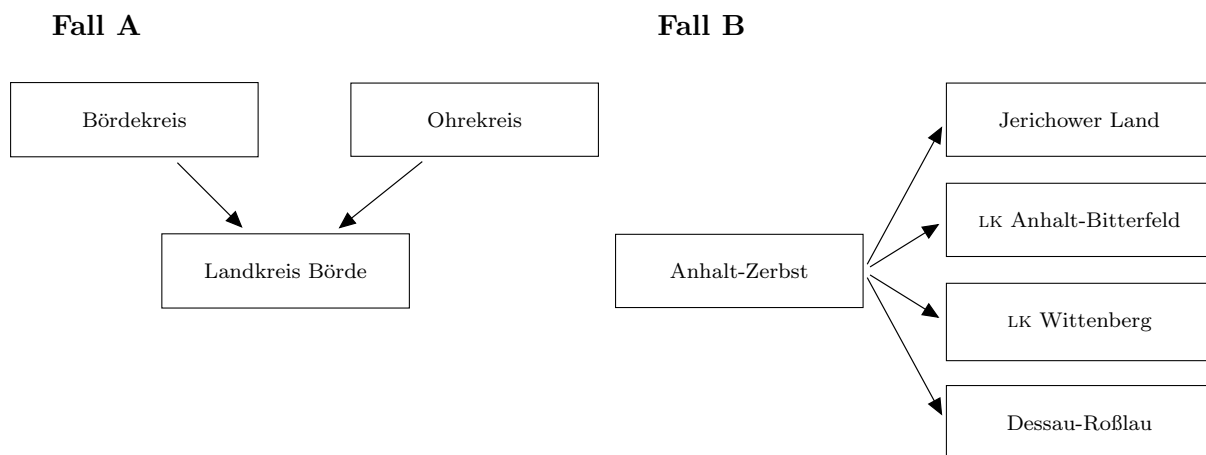 Fall A
Bördekreis
Ohrekreis
Landkreis Börde
Fall B
Anhalt-Zerbst
Jerichower Land
LK Anhalt-Bitterfeld
LK Wittenberg
Dessau-Roßlau